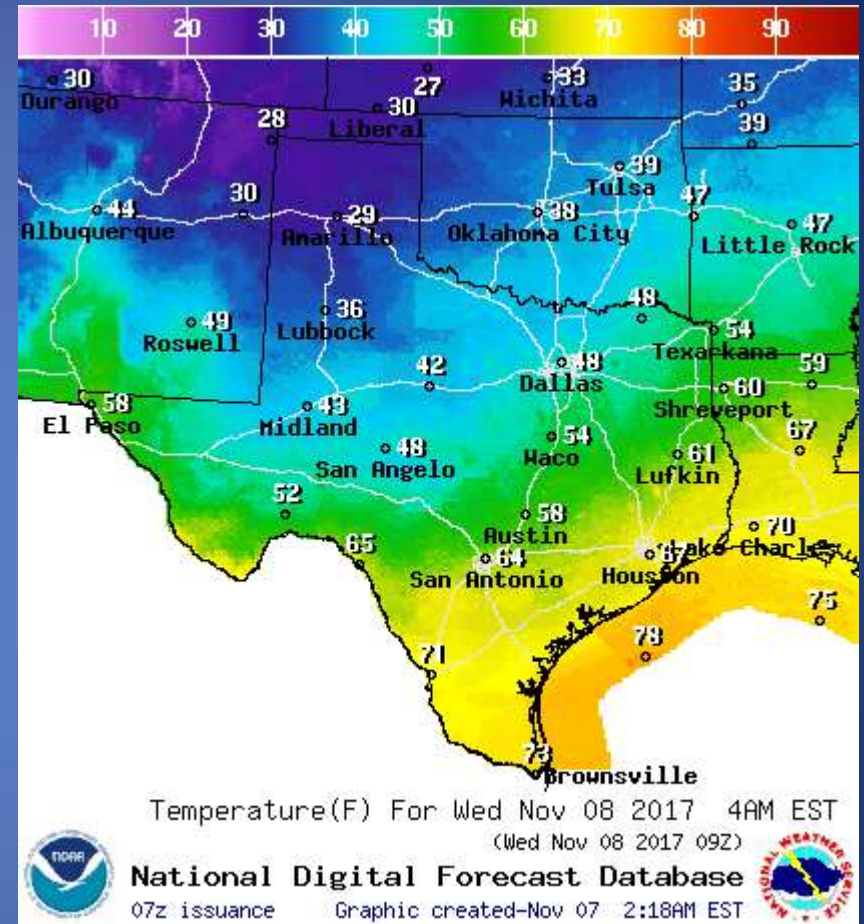 10 20 30 40 50 60 70 80 90
30 27 33 35
Durango Wichita
30
Liberal
28 39
39
Tulsa
44 30 29 38 47 47
Albuquerque Amarillo Oklahoma City Little Rock
49 36 48
Roswell Lubbock
54
Texarkana
42 48 59
Dallas
58 43 60
El Paso Midland Shreveport
48 54 61 67
San Angelo Waco Lufkin
52 58 70
Austin
65 64 67 Lake Charles
San Antonio Houston
75
71 78
73
Brownsville
Temperature(F) For Wed Nov 08 2017 4AM EST
(Wed Nov 08 2017 09Z)
NOAA
NATIONAL WEATHER SERVICE
National Digital Forecast Database
07z issuance Graphic created-Nov 07 2:18AM EST